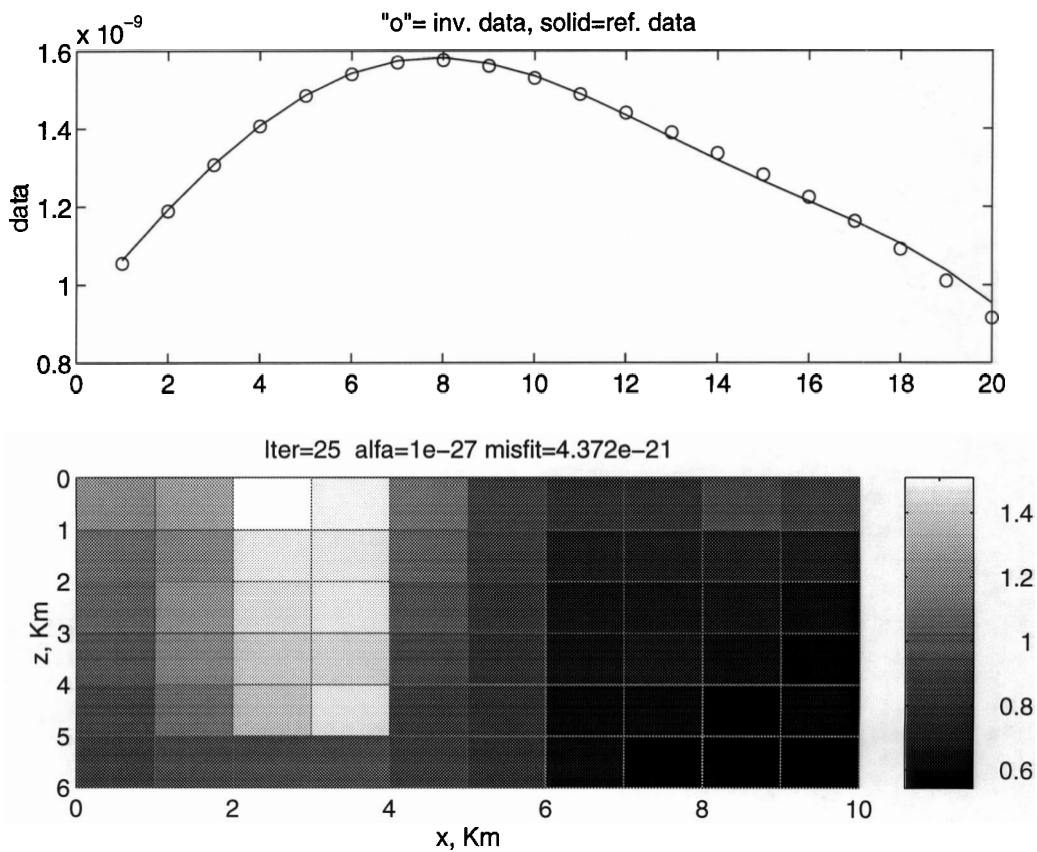 "o"= inv. data, solid=ref. data
x 10⁻⁹
1.6
1.4
1.2
1
0.8
data
0 2 4 6 8 10 12 14 16 18 20
Iter=25 alfa=1e−27 misfit=4.372e−21
0
1
2
3
4
5
6
z, Km
0 2 4 6 8 10
x, Km
1.4
1.2
1
0.8
0.6